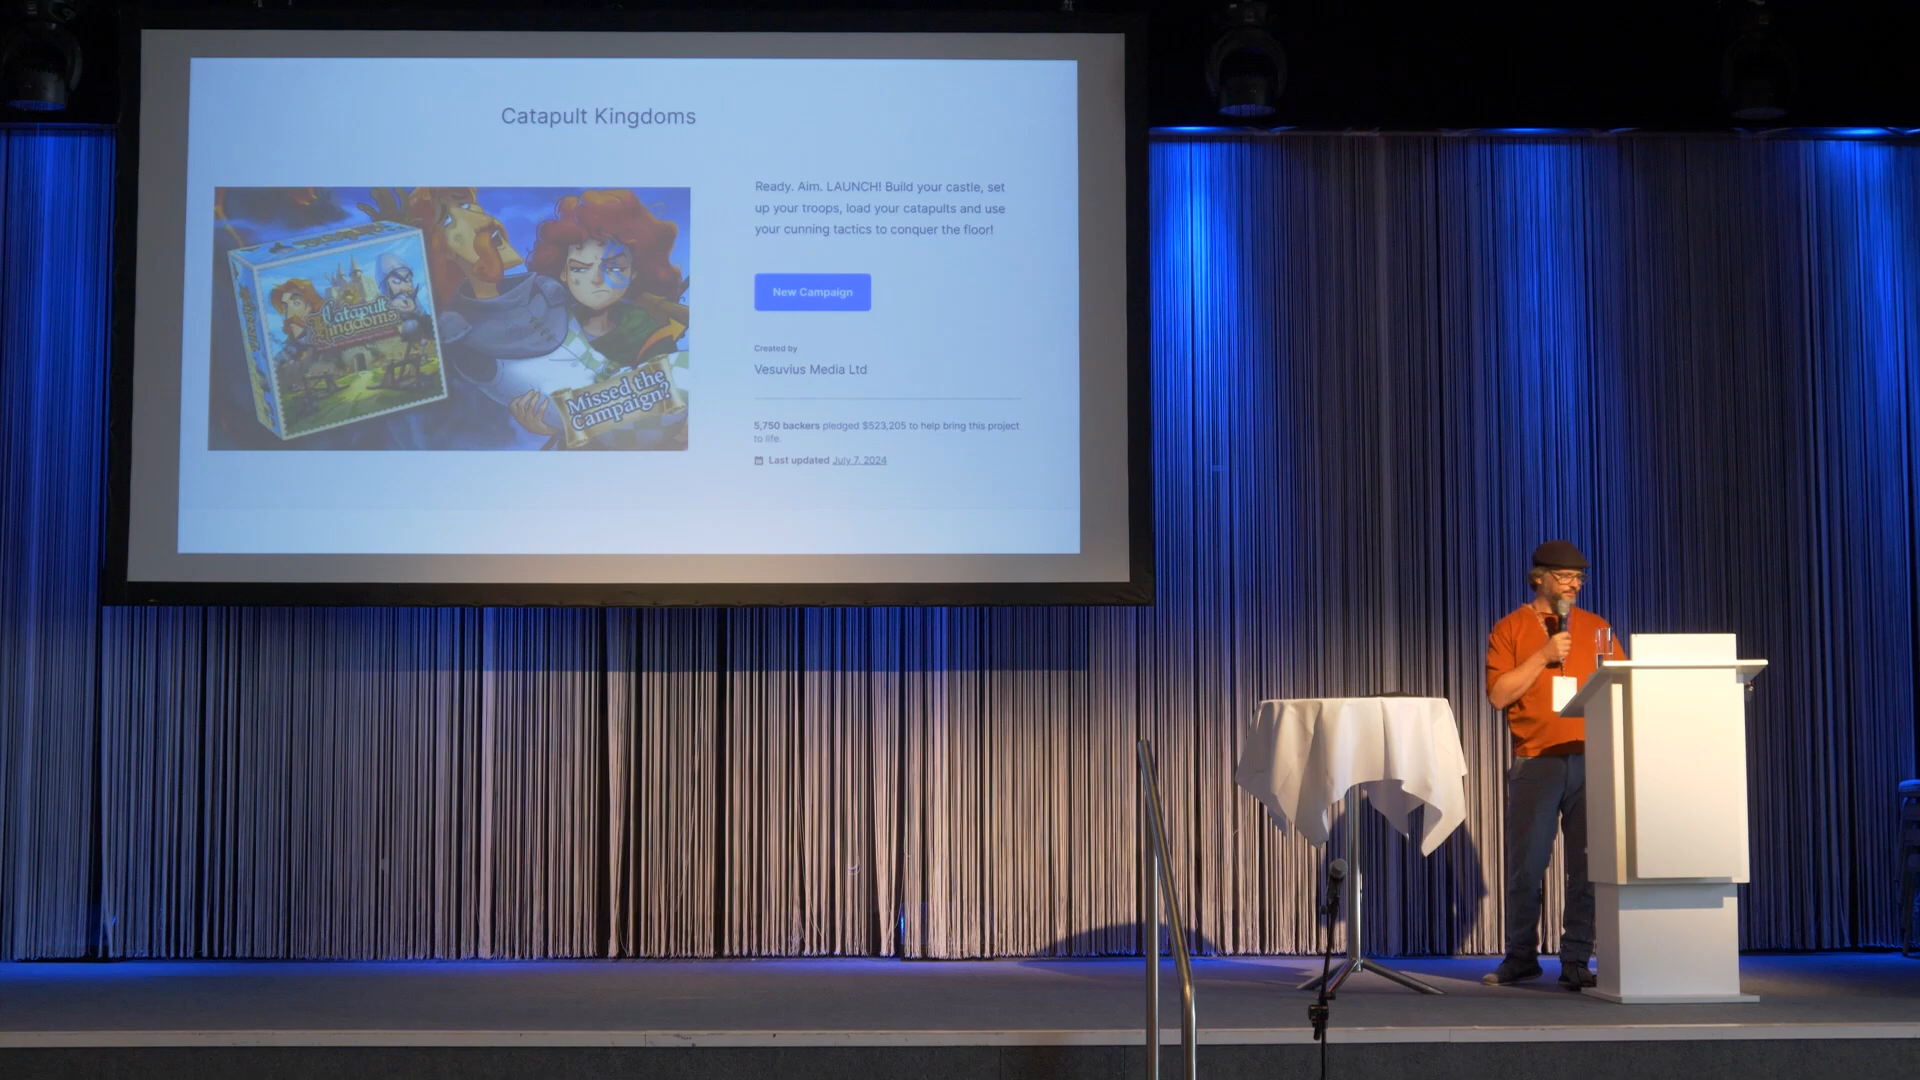 Catapult Kingdoms
Ready. Aim. LAUNCH! Build your castle, set
up your troops, load your catapults and use
your cunning tactics to conquer the floor!
New Campaign
Created by
Vesuvius Media Ltd
5,750 backers pledged $523,205 to help bring this project
to life.
Last updated July 7, 2024
Catapult
Kingdoms
Missed the
Campaign?